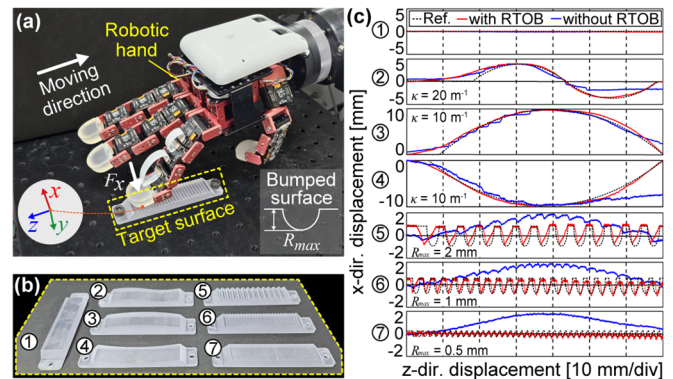 (a)
Robotic
hand
Moving
direction
Fx
x
z
y
Target surface
Bumped
surface
Rmax
(b)
①
②
③
④
⑤
⑥
⑦
(c)
Ref. with RTOB without RTOB
x-dir. displacement [mm]
① 5
0
-5
② 5
0
-5
κ = 20 m-1
③ 10
0
κ = 10 m-1
④ 0
-10
κ = 10 m-1
⑤ 2
0
-2
Rmax = 2 mm
⑥ 2
0
-2
Rmax = 1 mm
⑦ 2
0
-2
Rmax = 0.5 mm
z-dir. displacement [10 mm/div]